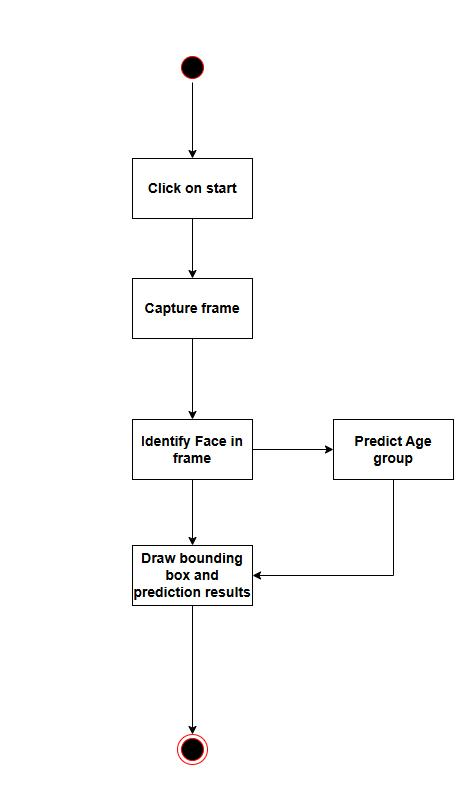 Click on start
Capture frame
Identify Face in
frame
Predict Age
group
Draw bounding
box and
prediction results